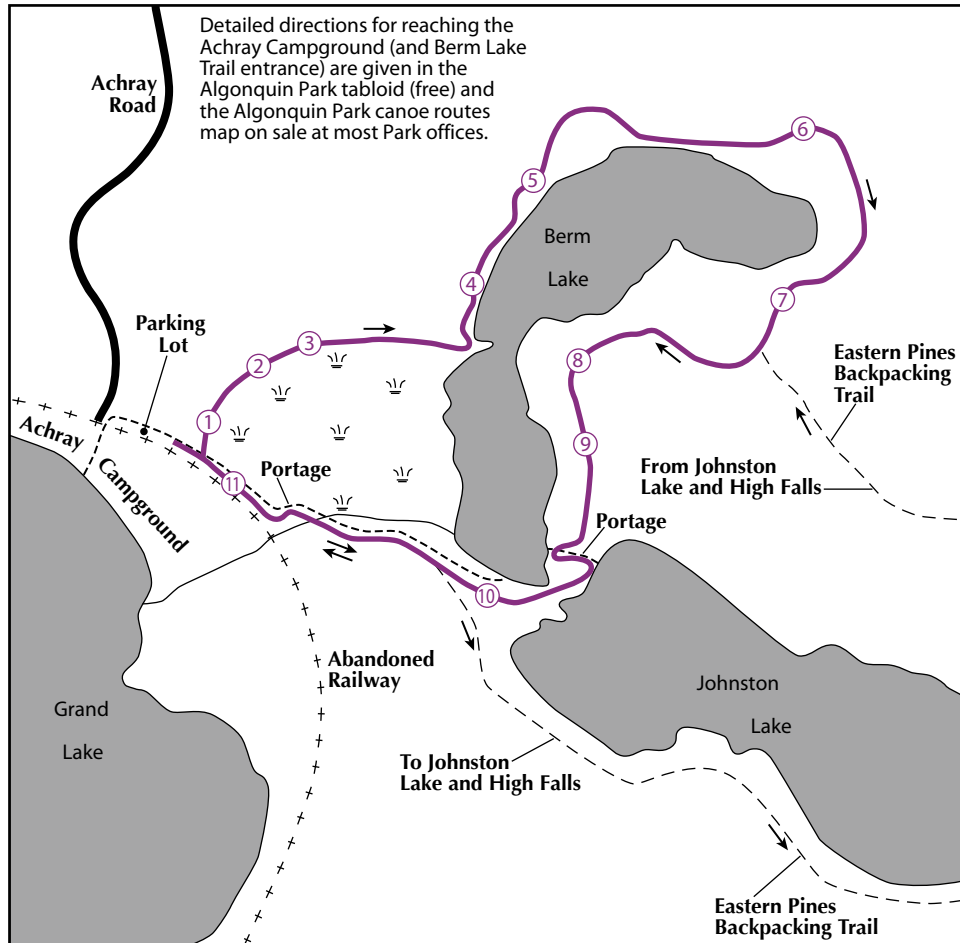 Detailed directions for reaching the
Achray Campground (and Berm Lake
Trail entrance) are given in the
Algonquin Park tabloid (free) and
the Algonquin Park canoe routes
map on sale at most Park offices.
Achray
Road
6
5
Berm
Lake
4
7
Parking
Lot
3
2
8
Eastern Pines
Backpacking
Trail
1
Achray
Campground
9
11
Portage
From Johnston
Lake and High Falls
Portage
10
Abandoned
Railway
Johnston
Lake
Grand
Lake
To Johnston
Lake and High Falls
Eastern Pines
Backpacking Trail